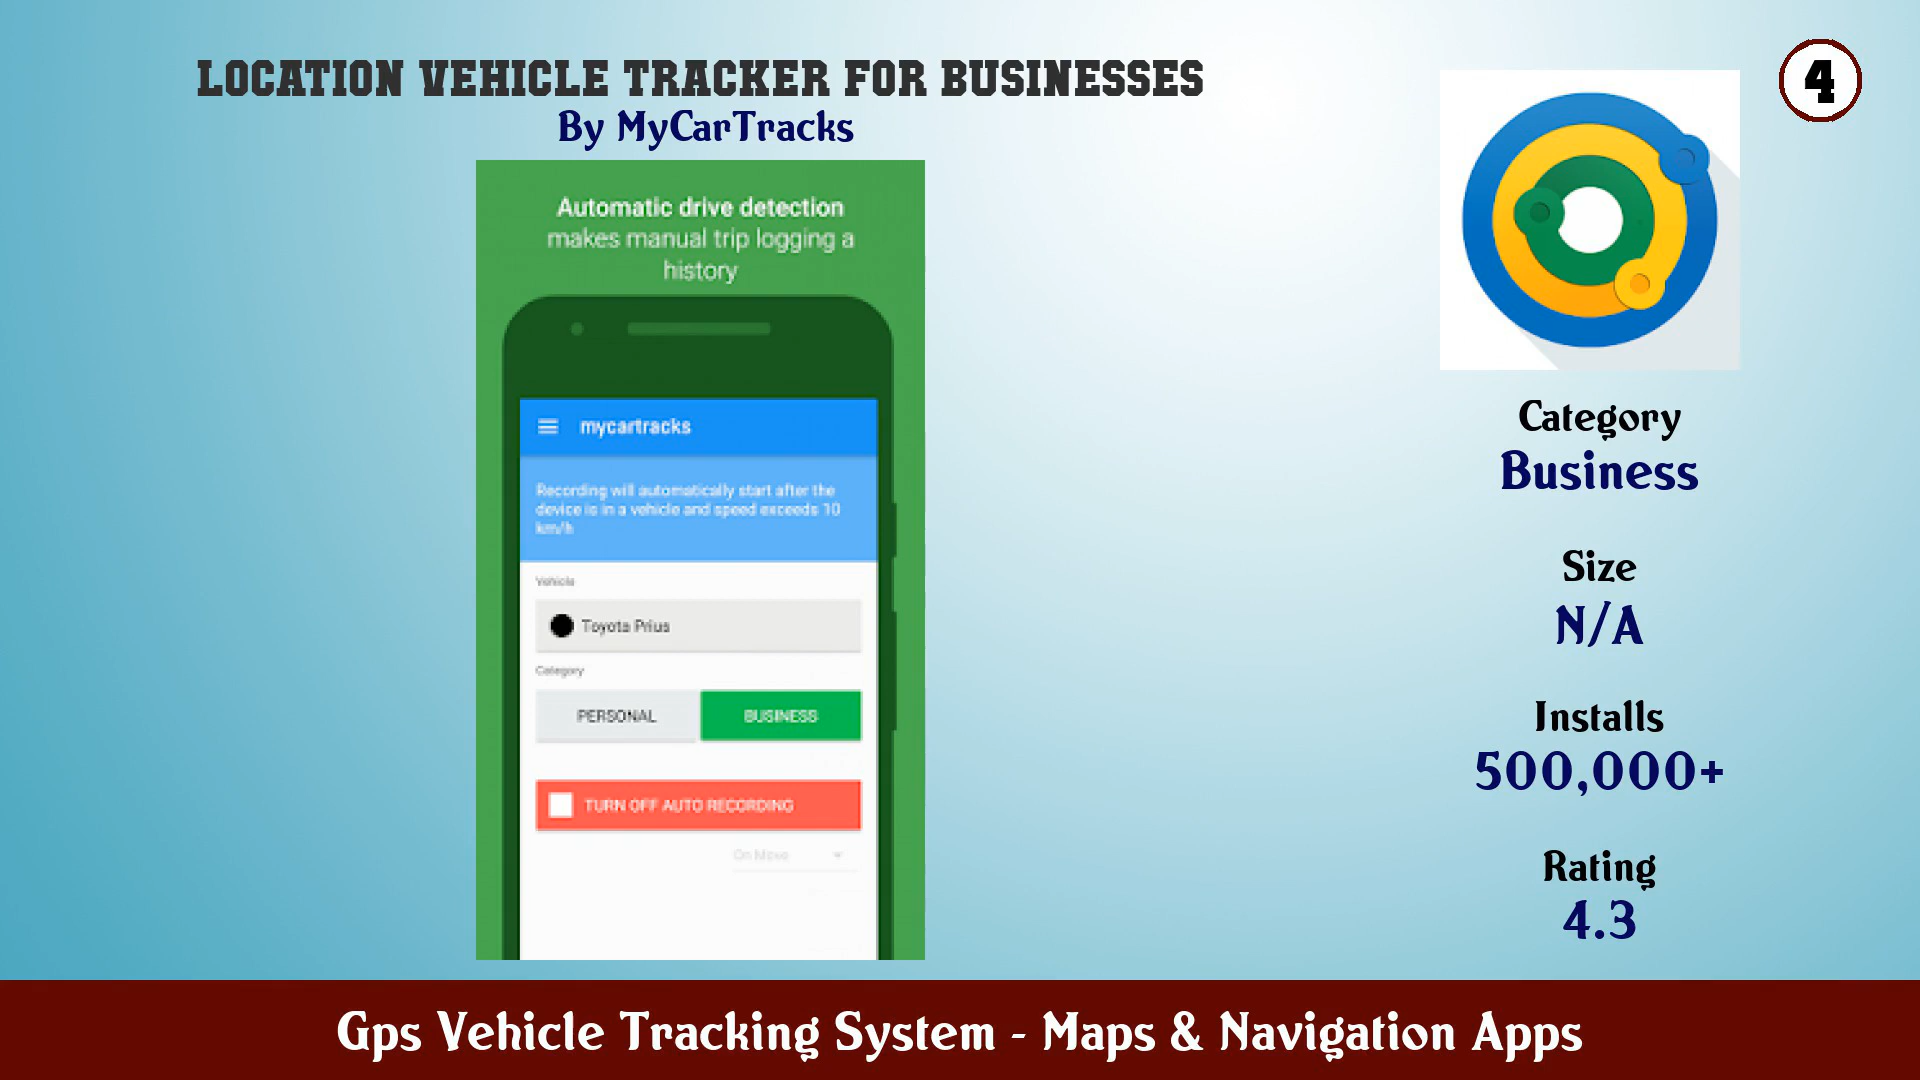 LOCATION VEHICLE TRACKER FOR BUSINESSES
By MyCarTracks
4
Automatic drive detection
makes manual trip logging a
history
mycartracks
Recording will automatically start after the
device is in a vehicle and speed exceeds 10
km/h
Vehicle
Toyota Prius
Category
PERSONAL
BUSINESS
TURN OFF AUTO RECORDING
On Move
Category
Business
Size
N/A
Installs
500,000+
Rating
4.3
Gps Vehicle Tracking System - Maps & Navigation Apps